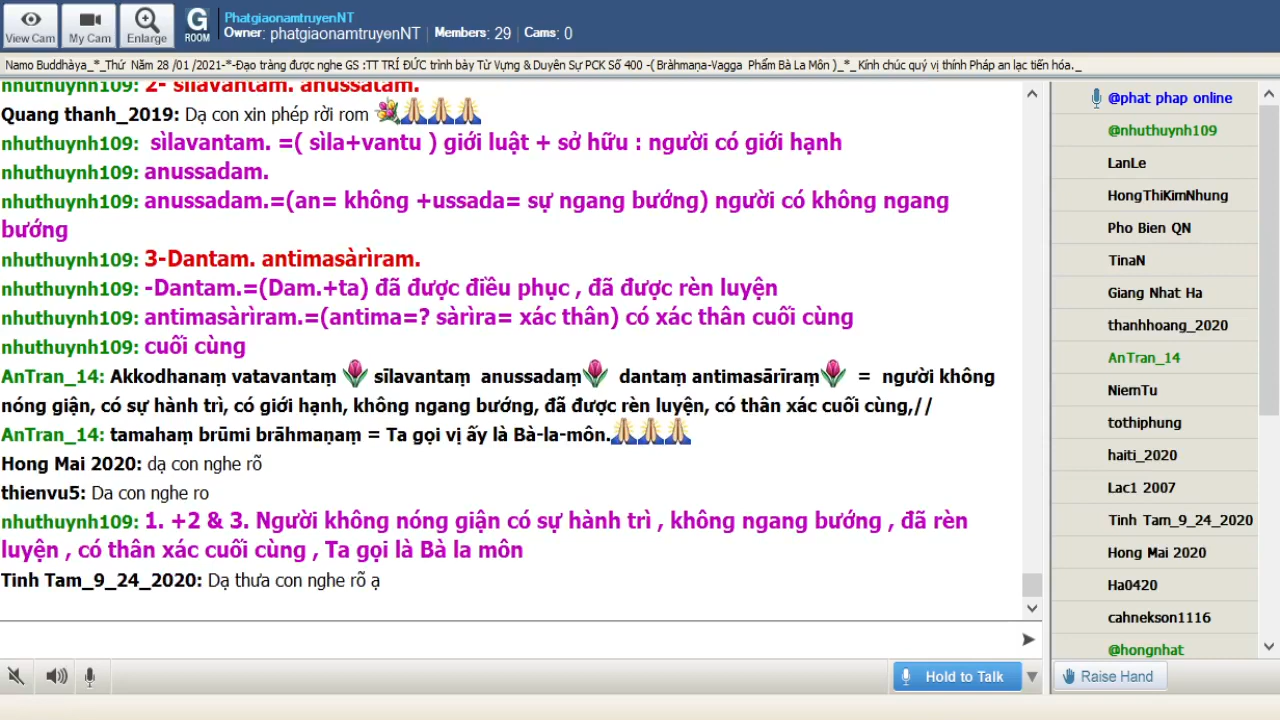 View Cam
My Cam
Enlarge
G
ROOM
PhatgiaonamtruyenNT
Owner: phatgiaonamtruyenNT | Members: 29 | Cams: 0
Namo Buddhàya_*_Thứ Năm 28 /01 /2021-*-Đạo tràng được nghe GS :TT TRÍ ĐỨC trình bày Từ Vựng & Duyên Sự PCK Số 400 -( Bràhmaṇa-Vagga Phẩm Bà La Môn )_*_Kính chúc quý vị thính Pháp an lạc tiến hóa._
nhuthuynh109: 2- sìlavantam. anussatam.
Quang thanh_2019: Dạ con xin phép rời rom
nhuthuynh109: sìlavantam. =( sìla+vantu ) giới luật + sở hữu : người có giới hạnh
nhuthuynh109: anussadam.
nhuthuynh109: anussadam.=(an= không +ussada= sự ngang bướng) người có không ngang
bướng
nhuthuynh109: 3-Dantam. antimasàrìram.
nhuthuynh109: -Dantam.=(Dam.+ta) đã được điều phục , đã được rèn luyện
nhuthuynh109: antimasàrìram.=(antima=? sàrìra= xác thân) có xác thân cuối cùng
nhuthuynh109: cuối cùng
AnTran_14: Akkodhanaṃ vatavantaṃ sīlavantaṃ anussadaṃ dantaṃ antimasārīraṃ = người không
nóng giận, có sự hành trì, có giới hạnh, không ngang bướng, đã được rèn luyện, có thân xác cuối cùng,//
AnTran_14: tamahaṃ brūmi brāhmaṇaṃ = Ta gọi vị ấy là Bà-la-môn.
Hong Mai 2020: dạ con nghe rõ
thienvu5: Da con nghe ro
nhuthuynh109: 1. +2 & 3. Người không nóng giận có sự hành trì , không ngang bướng , đã rèn
luyện , có thân xác cuối cùng , Ta gọi là Bà la môn
Tinh Tam_9_24_2020: Dạ thưa con nghe rõ ạ
@phat phap online
@nhuthuynh109
LanLe
HongThiKimNhung
Pho Bien QN
TinaN
Giang Nhat Ha
thanhhoang_2020
AnTran_14
NiemTu
tothiphung
haiti_2020
Lac1 2007
Tinh Tam_9_24_2020
Hong Mai 2020
Ha0420
cahnekson1116
@hongnhat
Hold to Talk
Raise Hand